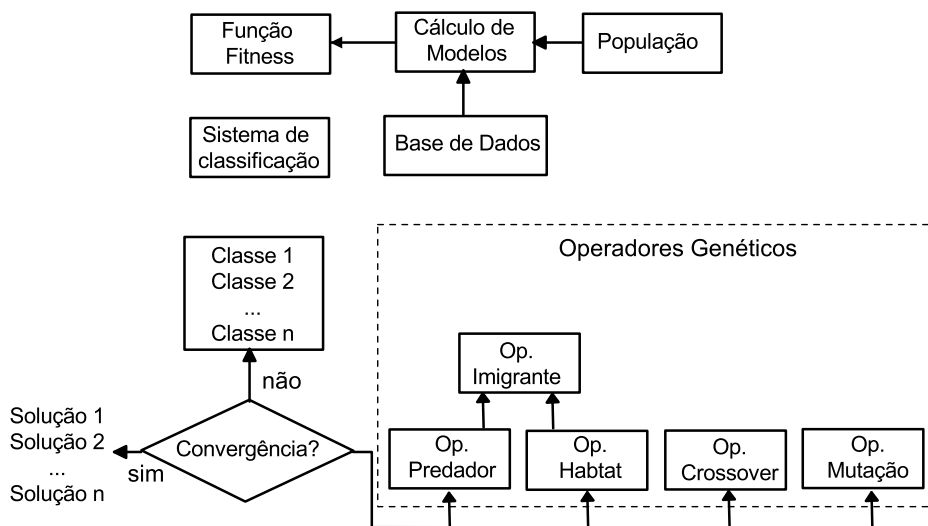 Função
Fitness
Cálculo de
Modelos
População
Sistema de
classificação
Base de Dados
Classe 1
Classe 2
...
Classe n
Operadores Genéticos
Op.
Imigrante
não
Solução 1
Solução 2
...
Solução n
sim
Convergência?
Op.
Predador
Op.
Habtat
Op.
Crossover
Op.
Mutação